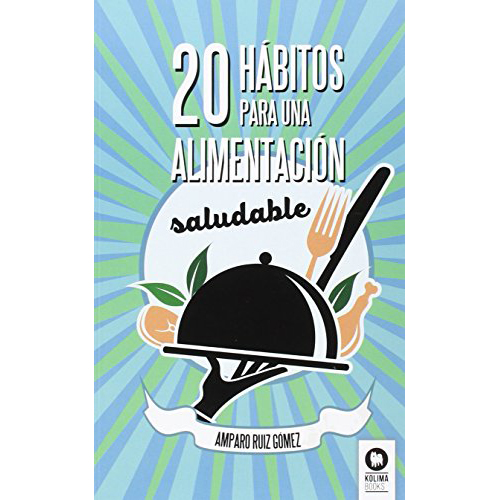 20 HÁBITOS
PARA UNA
ALIMENTACIÓN
saludable
AMPARO RUIZ GÓMEZ
KOLIMA
BOOKS